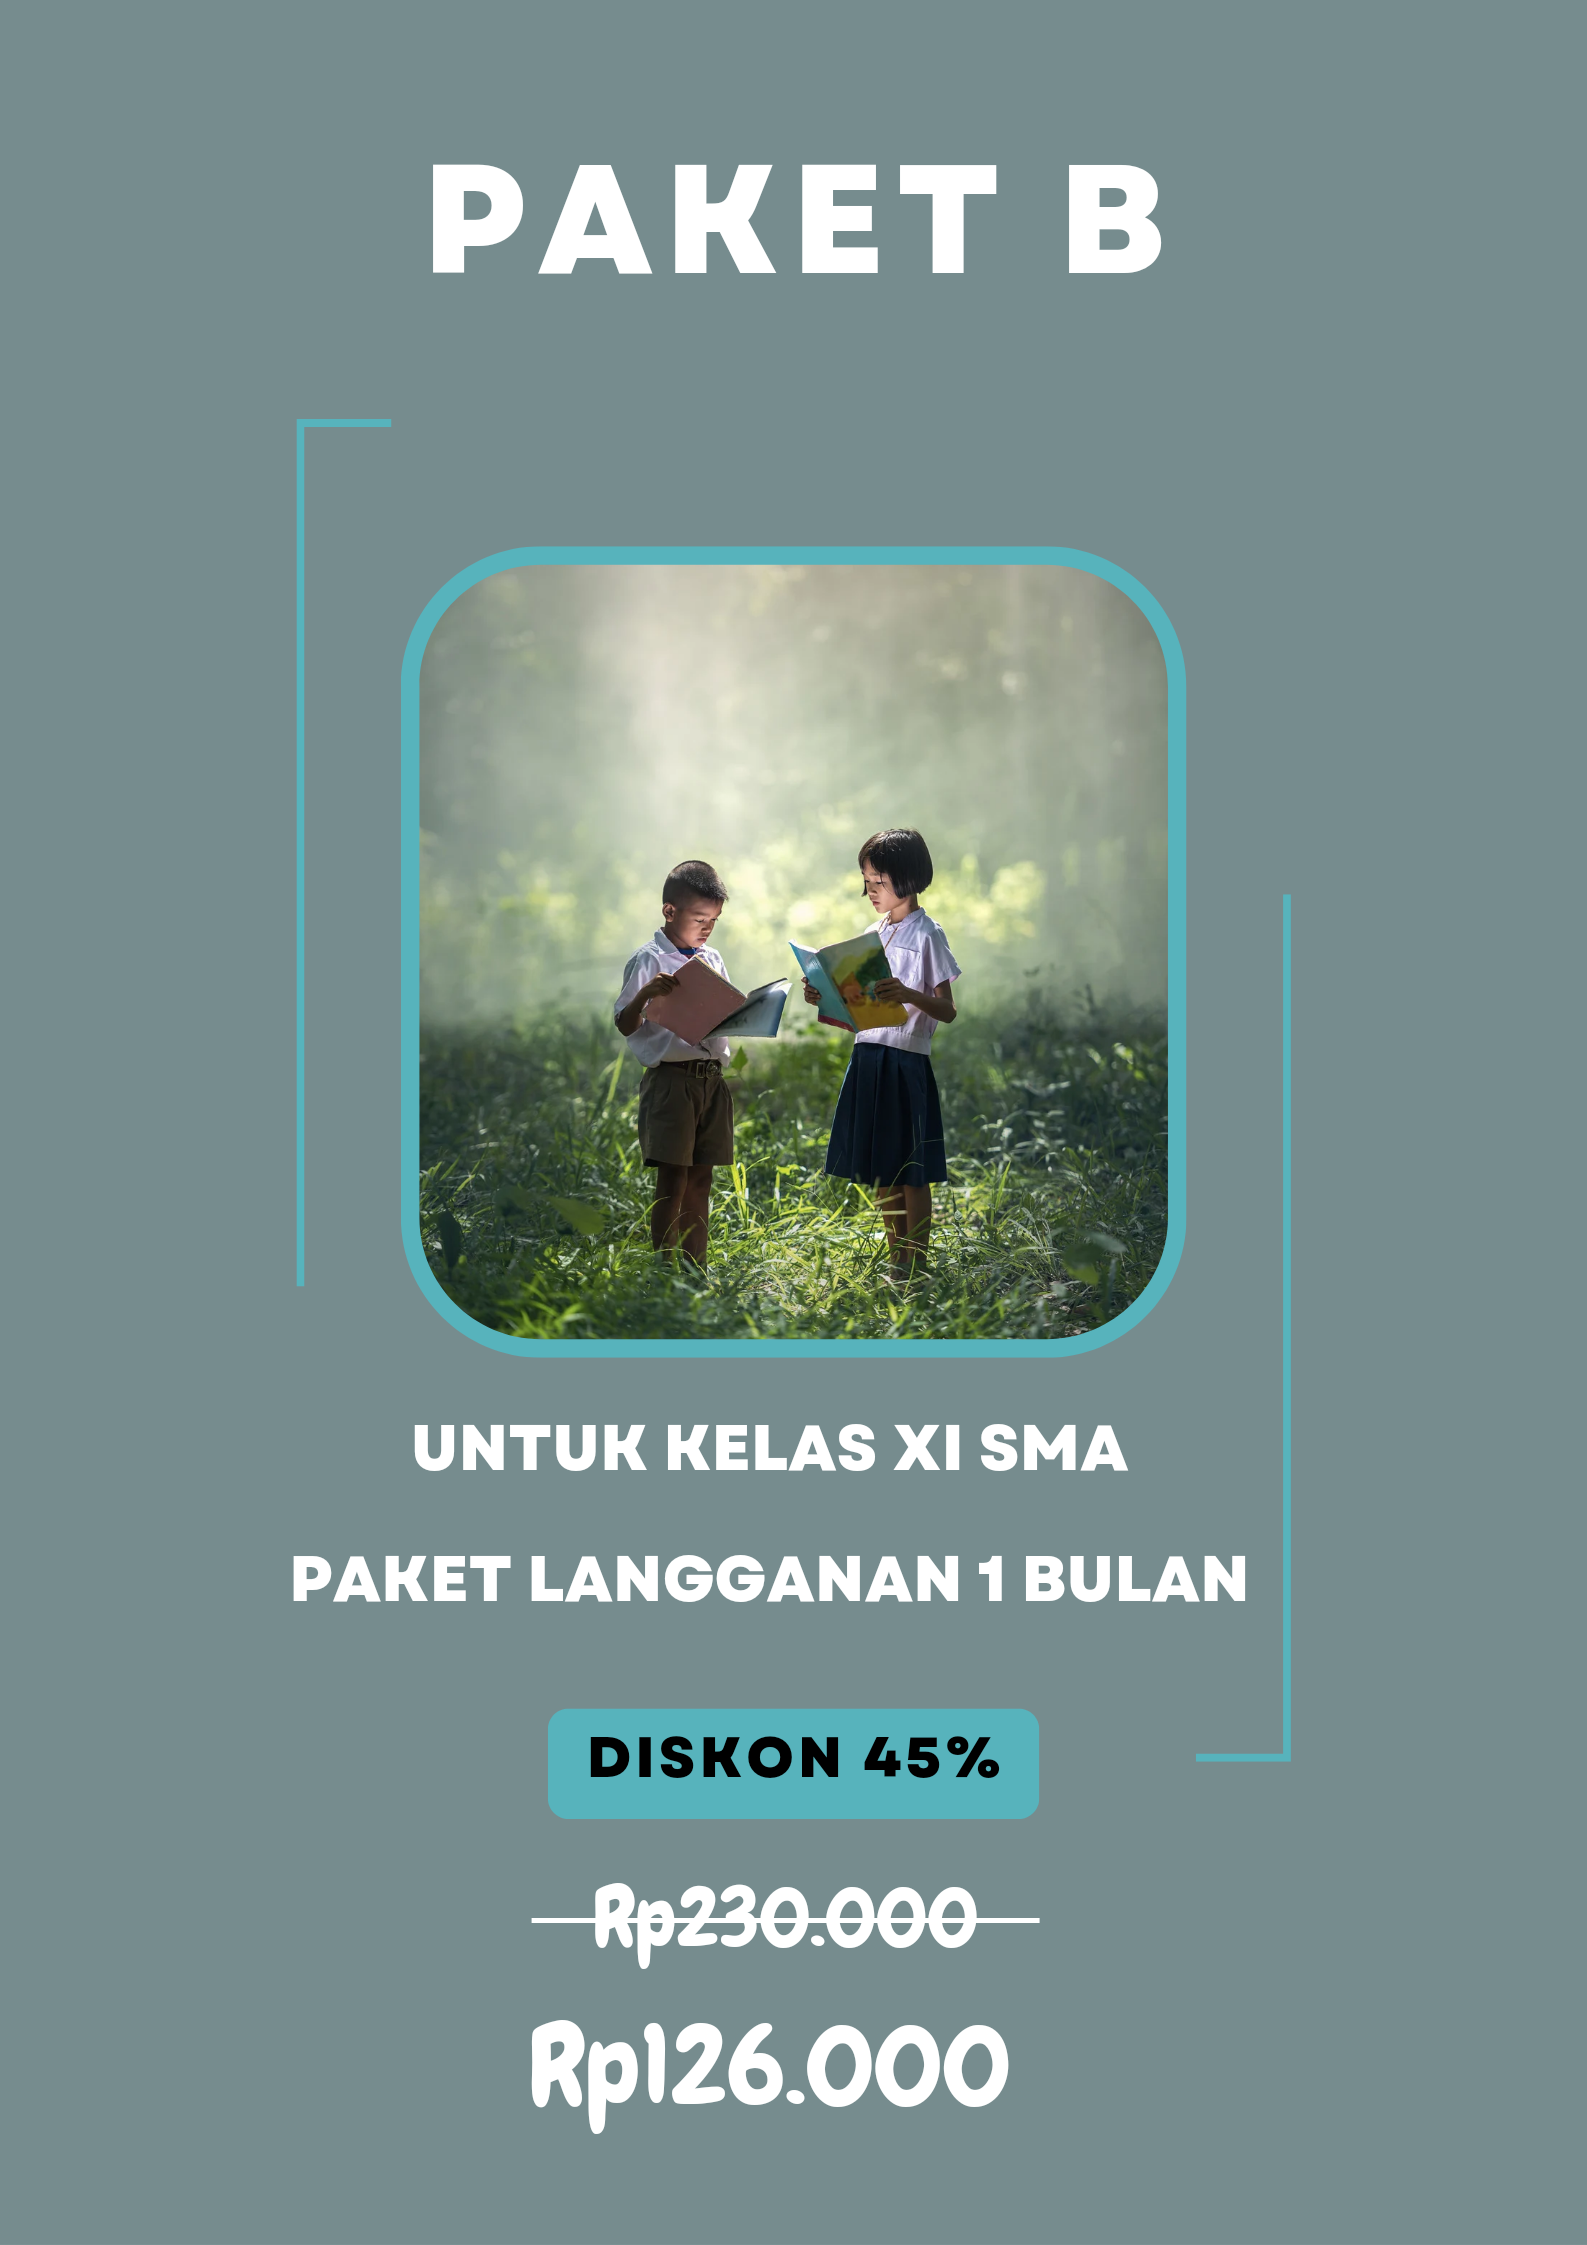 PAKET B
UNTUK KELAS XI SMA
PAKET LANGGANAN 1 BULAN
DISKON 45%
Rp230.000
Rp126.000